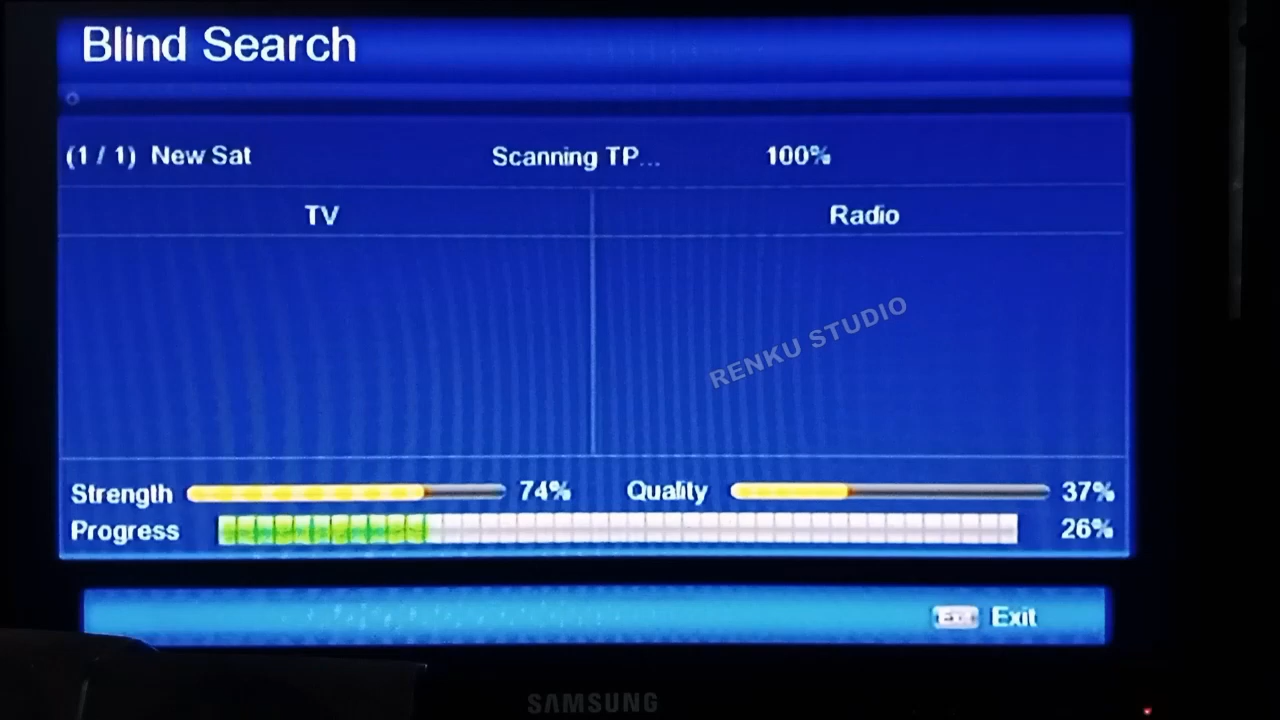 Blind Search
(1 / 1) New Sat Scanning TP... 100%
TV Radio
RENKU STUDIO
Strength 74% Quality 37%
Progress 26%
Exit
SAMSUNG